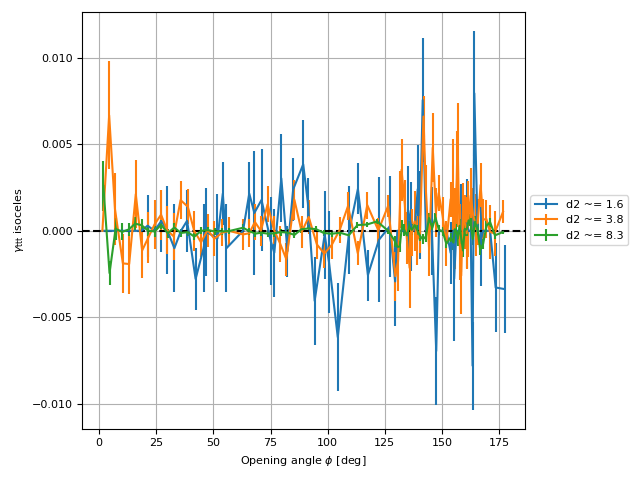 0.010
0.005
0.000
−0.005
−0.010
γttt isoceles
0 25 50 75 100 125 150 175
Opening angle ϕ [deg]
d2 ~= 1.6
d2 ~= 3.8
d2 ~= 8.3